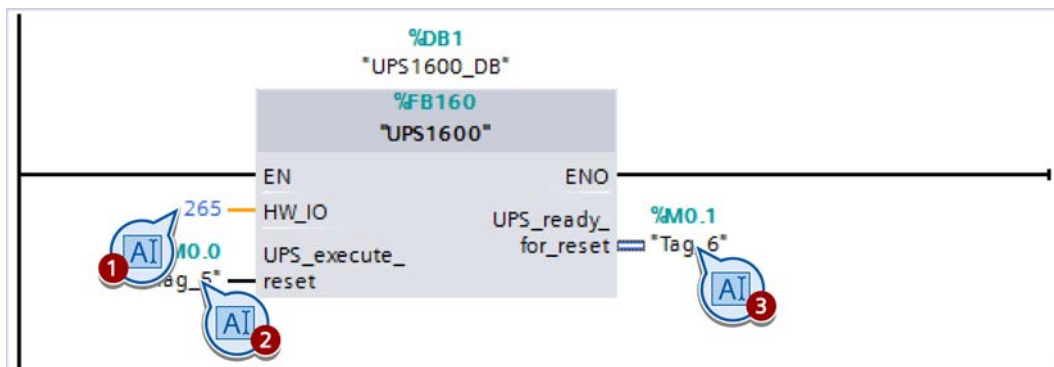 %DB1
"UPS1600_DB"
%FB160
"UPS1600"
EN ENO
265 HW_IO
UPS_ready_ %M0.1
for_reset "Tag_6"
M0.0 UPS_execute_
ag_5" reset
AI 1
AI 2
AI 3